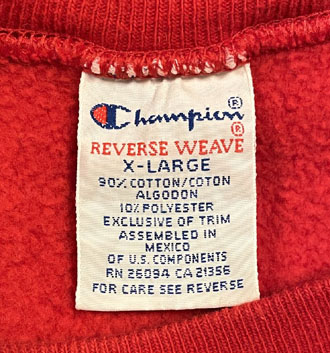 Champion®
®
REVERSE WEAVE
X-LARGE
90% COTTON/COTON
ALGODON
10% POLYESTER
EXCLUSIVE OF TRIM
ASSEMBLED IN
MEXICO
OF U.S. COMPONENTS
RN 26094 CA 21356
FOR CARE SEE REVERSE